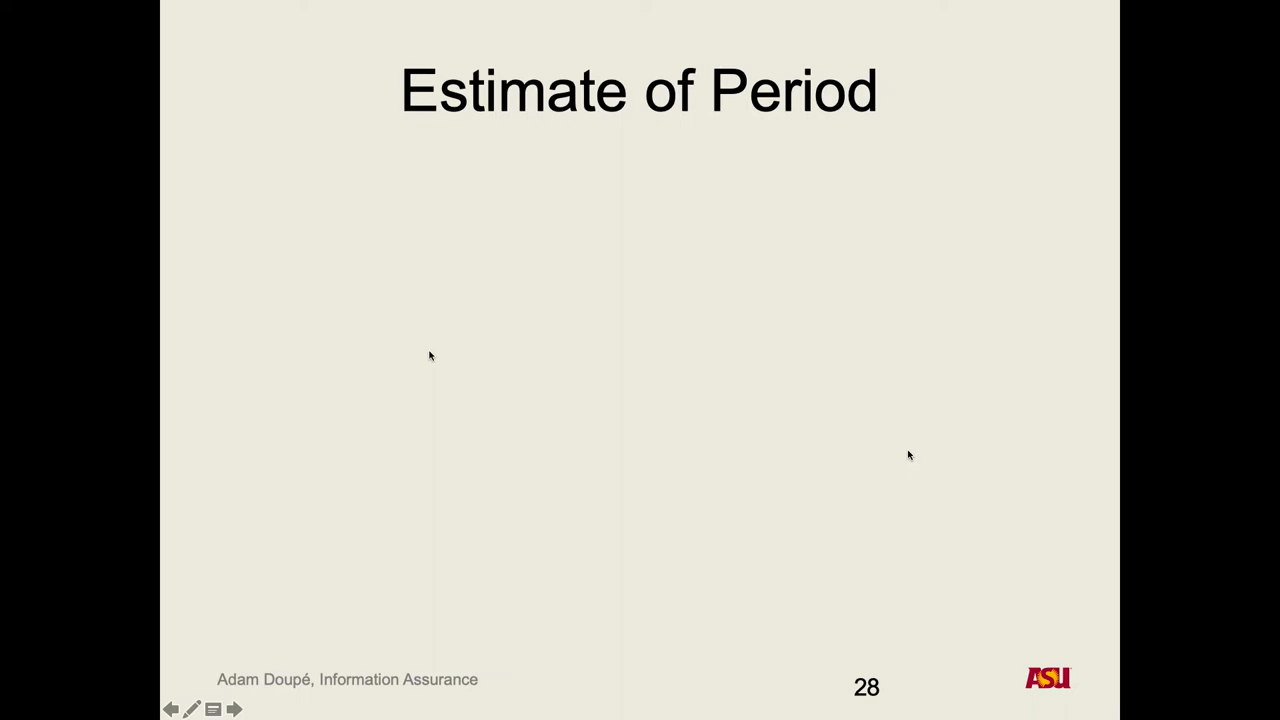 Estimate of Period
Adam Doupé, Information Assurance
28
ASU